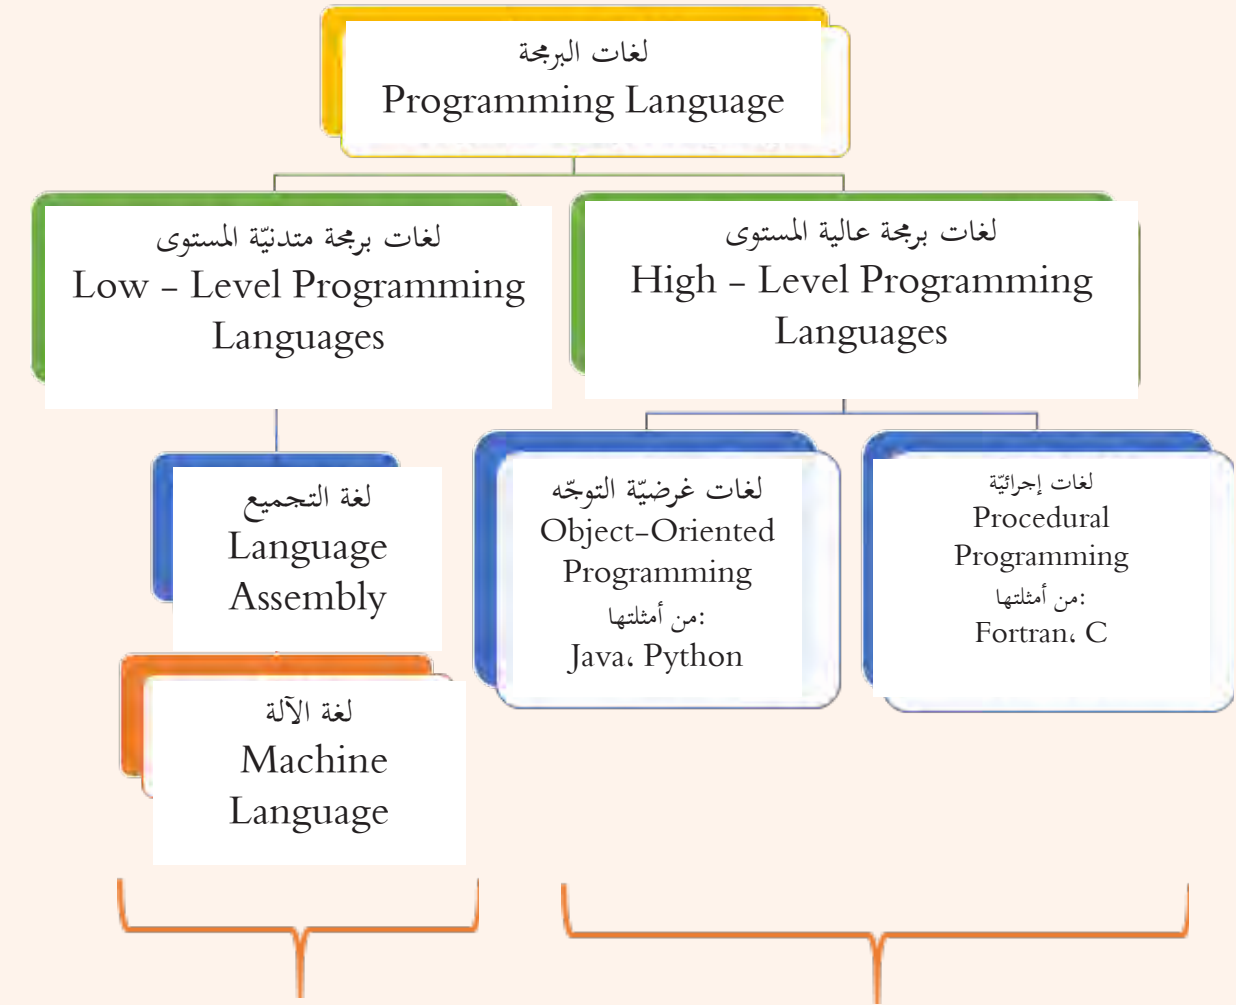 لغات البرمجة
Programming Language
لغات برمجة متدنيّة المستوى
Low - Level Programming
Languages
لغات برمجة عالية المستوى
High - Level Programming
Languages
لغة التجميع
Language
Assembly
لغة الآلة
Machine
Language
لغات غرضيّة التوجّه
Object-Oriented
Programming
من أمثلتها:
Java، Python
لغات إجرائيّة
Procedural
Programming
من أمثلتها:
Fortran، C